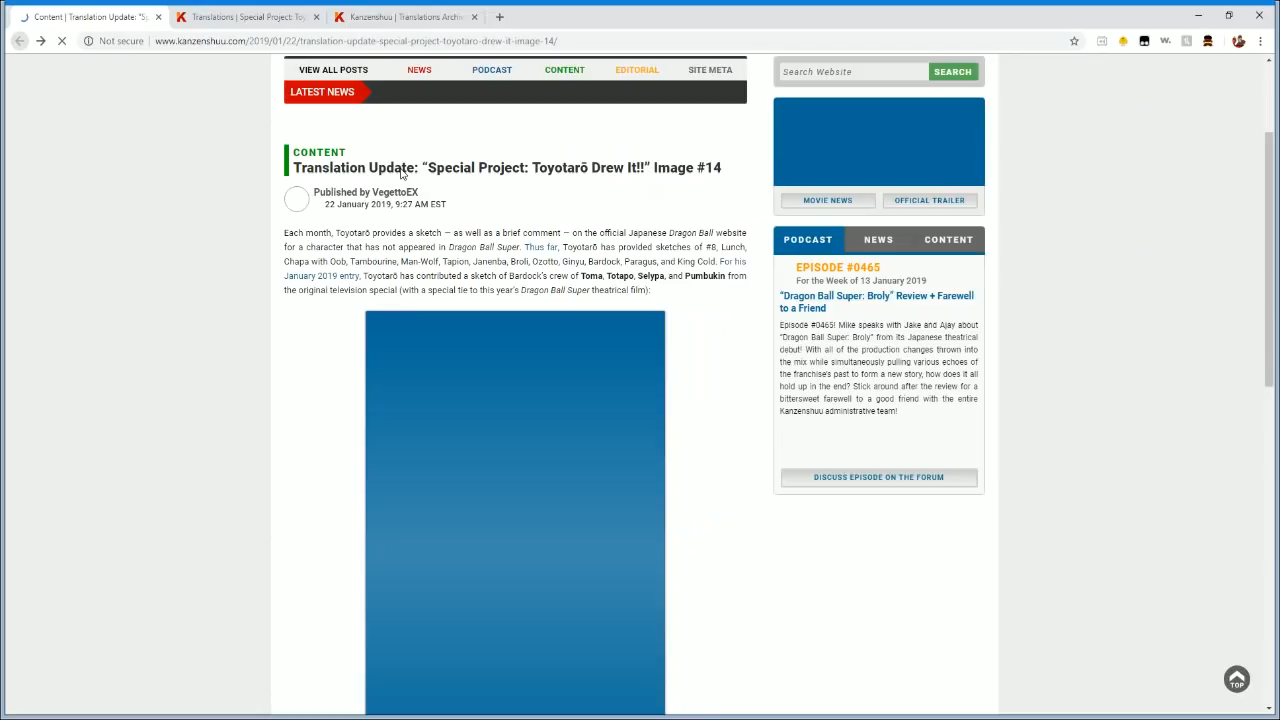 Content | Translation Update: "S
Translations | Special Project: Toy
Kanzenshuu | Translations Archiv
Not secure
www.kanzenshuu.com/2019/01/22/translation-update-special-project-toyotaro-drew-it-image-14/
VIEW ALL POSTS
NEWS
PODCAST
CONTENT
EDITORIAL
SITE META
LATEST NEWS
CONTENT
Translation Update: “Special Project: Toyotarō Drew It!!” Image #14
Published by VegettoEX
22 January 2019, 9:27 AM EST
Each month, Toyotarō provides a sketch — as well as a brief comment — on the official Japanese Dragon Ball website
for a character that has not appeared in Dragon Ball Super. Thus far, Toyotarō has provided sketches of #8, Lunch,
Chapa with Oob, Tambourine, Man-Wolf, Tapion, Janenba, Broli, Ozotto, Ginyu, Bardock, Paragus, and King Cold. For his
January 2019 entry, Toyotarō has contributed a sketch of Bardock's crew of Toma, Totapo, Selypa, and Pumbukin from
the original television special (with a special tie to this year's Dragon Ball Super theatrical film):
Search Website
SEARCH
MOVIE NEWS
OFFICIAL TRAILER
PODCAST
NEWS
CONTENT
EPISODE #0465
For the Week of 13 January 2019
“Dragon Ball Super: Broly” Review + Farewell
to a Friend
Episode #0465! Mike speaks with Jake and Ajay about
“Dragon Ball Super: Broly” from its Japanese theatrical
debut! With all of the production changes thrown into
the mix while simultaneously pulling various echoes of
the franchise's past to form a new story, how does it all
hold up in the end? Stick around after the review for a
bittersweet farewell to a good friend with the entire
Kanzenshuu administrative team!
DISCUSS EPISODE ON THE FORUM
TOP